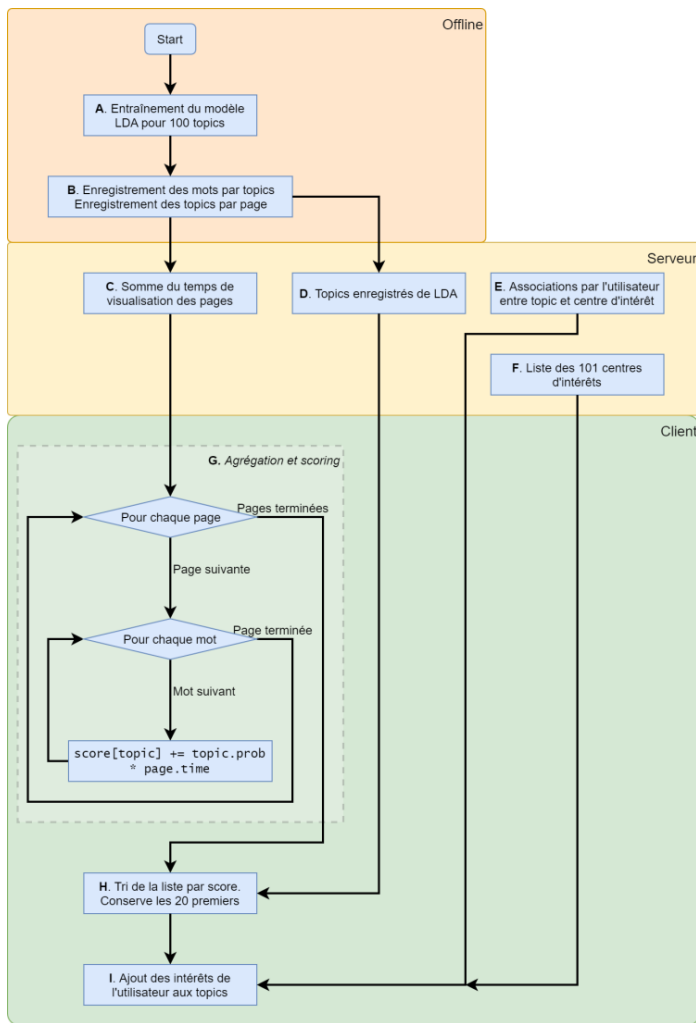 Offline
Start
A. Entraînement du modèle
LDA pour 100 topics
B. Enregistrement des mots par topics
Enregistrement des topics par page
Serveur
C. Somme du temps de
visualisation des pages
D. Topics enregistrés de LDA
E. Associations par l'utilisateur
entre topic et centre d'intérêt
F. Liste des 101 centres
d'intérêts
Client
G. Agrégation et scoring
Pour chaque page
Pages terminées
Page suivante
Pour chaque mot
Page terminée
Mot suivant
score[topic] += topic.prob
* page.time
H. Tri de la liste par score.
Conserve les 20 premiers
I. Ajout des intérêts de
l'utilisateur aux topics